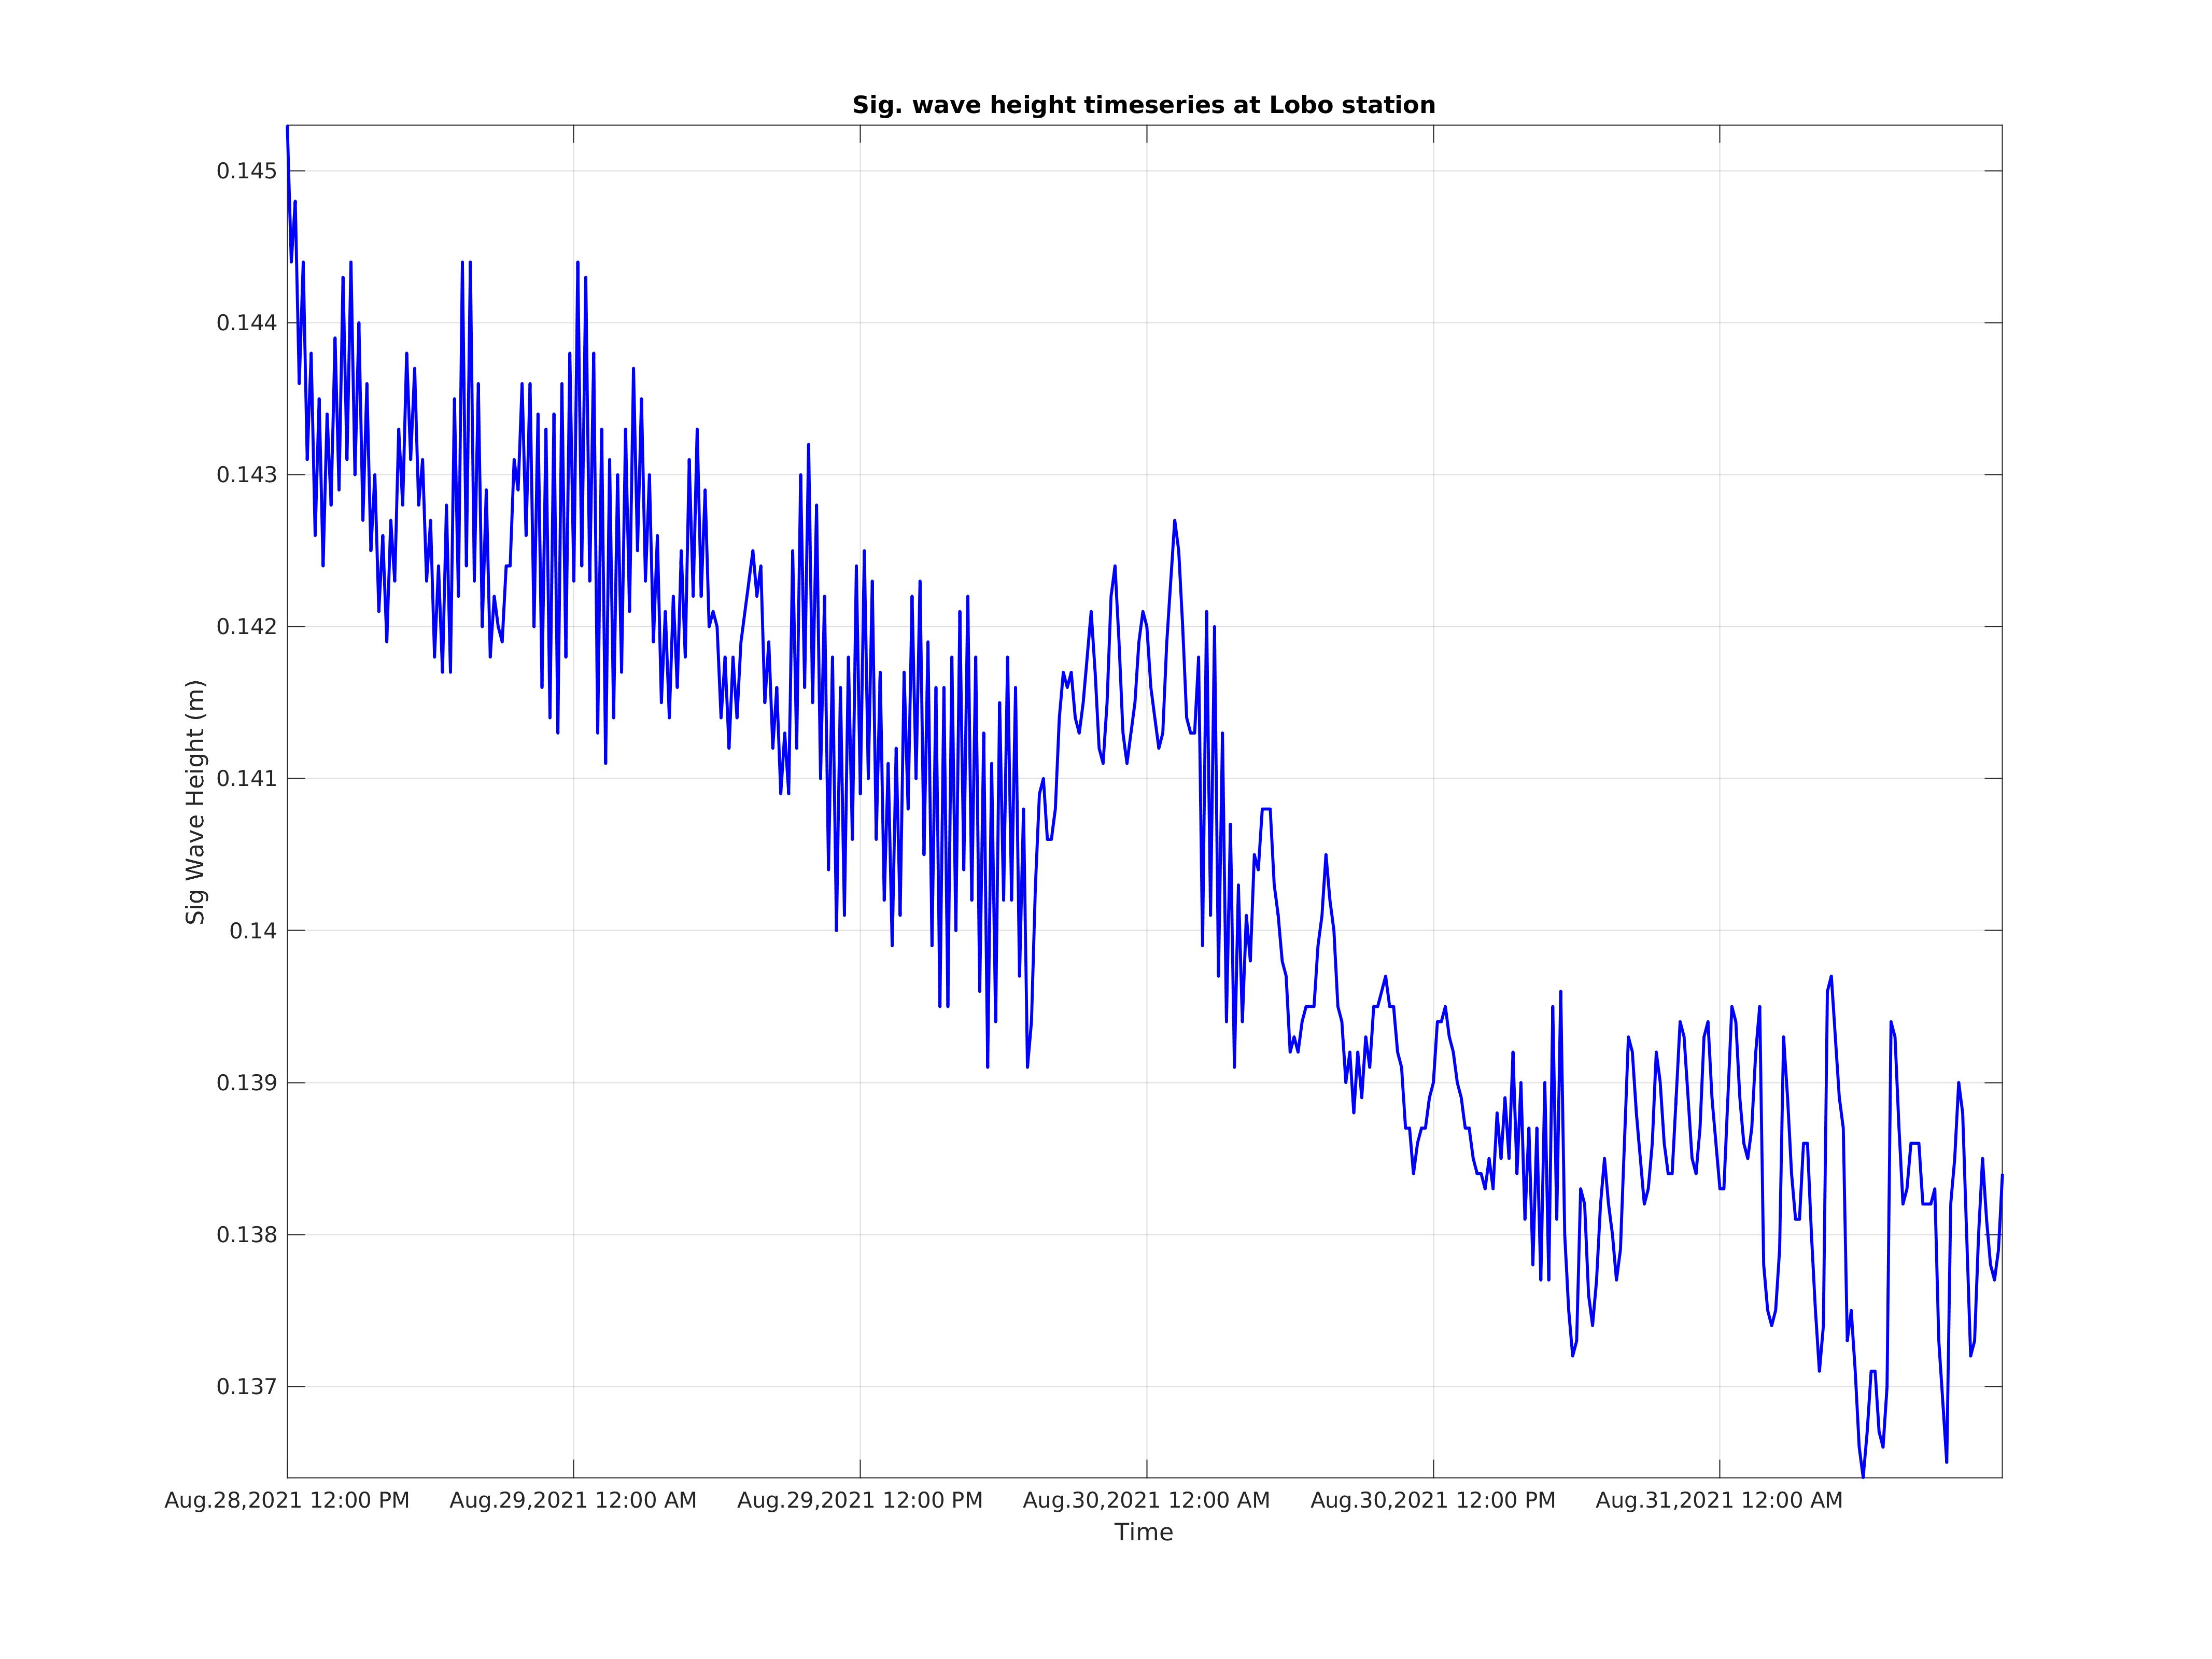 Sig. wave height timeseries at Lobo station
0.145
0.144
0.143
0.142
0.141
0.14
0.139
0.138
0.137
Sig Wave Height (m)
Aug.28,2021 12:00 PM Aug.29,2021 12:00 AM Aug.29,2021 12:00 PM Aug.30,2021 12:00 AM Aug.30,2021 12:00 PM Aug.31,2021 12:00 AM
Time